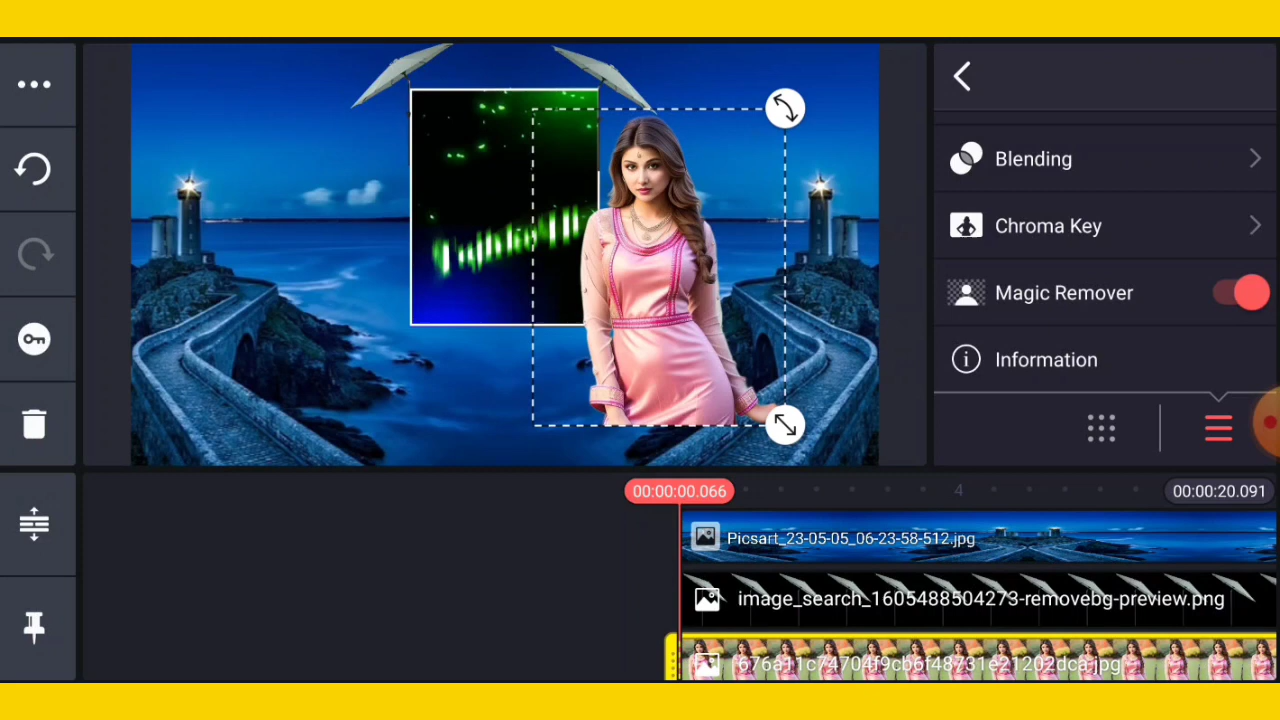 Blending
Chroma Key
Magic Remover
Information
00:00:00.066
4
00:00:20.091
Picsart_23-05-05_06-23-58-512.jpg
image_search_1605488504273-removebg-preview.png
676a11c74704f9cb6f48731e21202dca.jpg